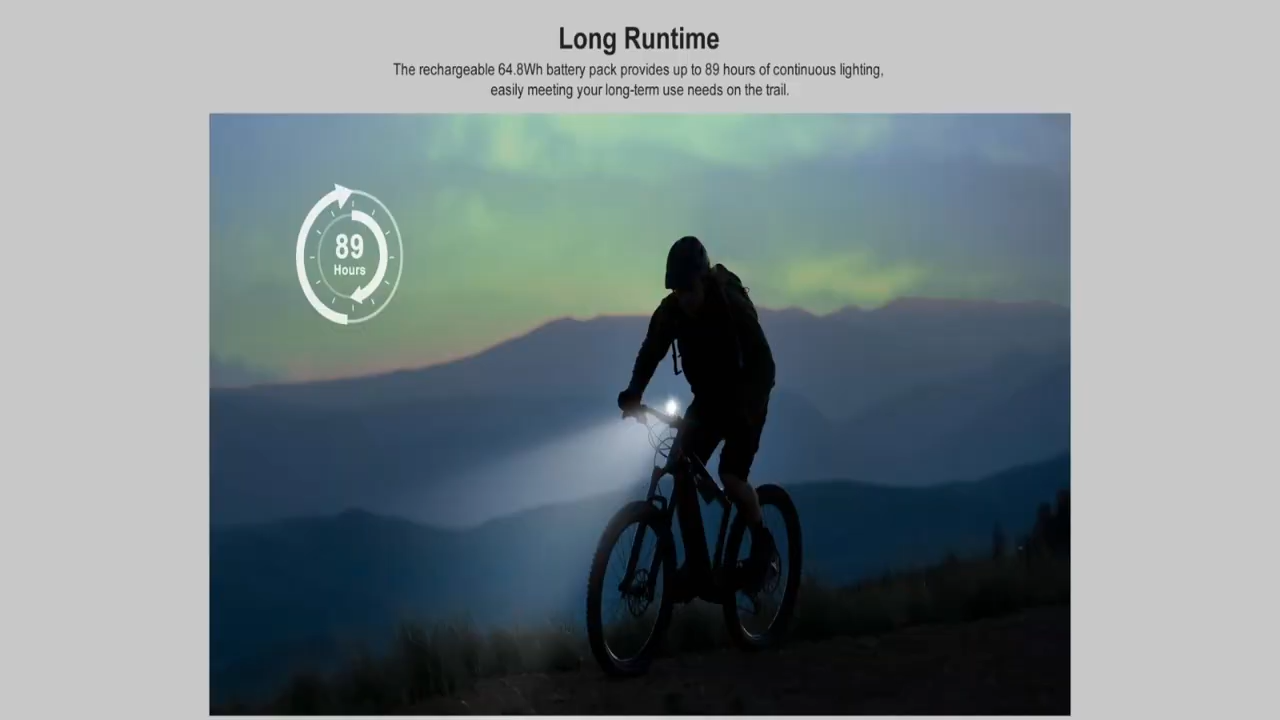 Long Runtime
The rechargeable 64.8Wh battery pack provides up to 89 hours of continuous lighting,
easily meeting your long-term use needs on the trail.
89
Hours